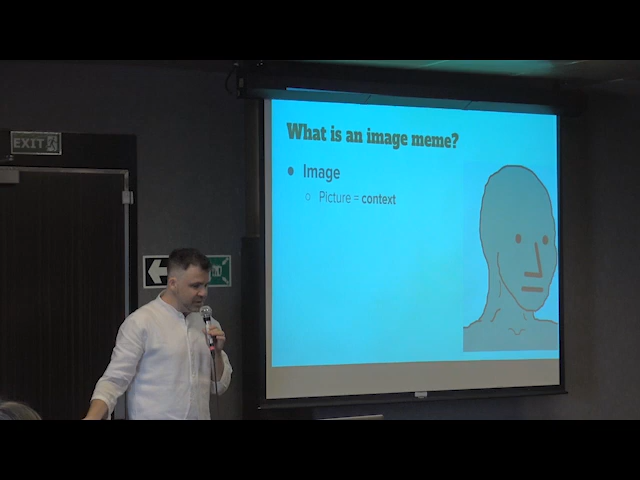 EXIT
What is an image meme?
● Image
○ Picture = context